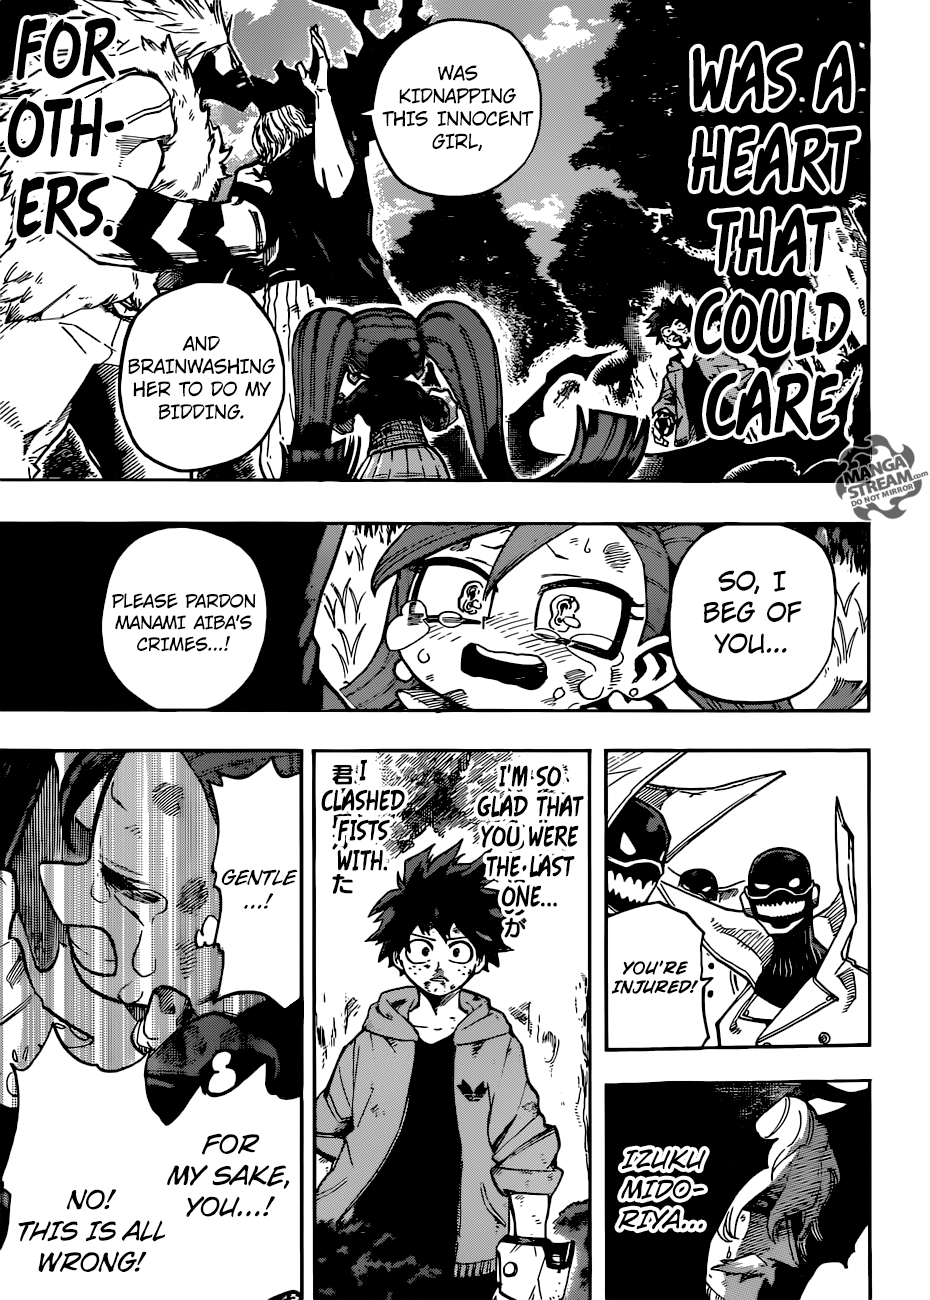 WAS A
HEART
THAT
COULD
CARE
FOR
OTH-
ERS.
WAS
KIDNAPPING
THIS INNOCENT
GIRL,
AND
BRAINWASHING
HER TO DO MY
BIDDING.
MANGA
STREAM.com
DO NOT MIRROR
SO, I
BEG OF
YOU...
PLEASE PARDON
MANAMI AIBA'S
CRIMES...!
YOU'RE
INJURED!
IZUKU
MIDO-
RIYA...
I'M SO
GLAD THAT
YOU WERE
THE LAST
ONE...
が
君
I
CLASHED
FISTS
WITH.
た
GENTLE
...!
FOR
MY SAKE,
YOU...!
NO!
THIS IS ALL
WRONG!